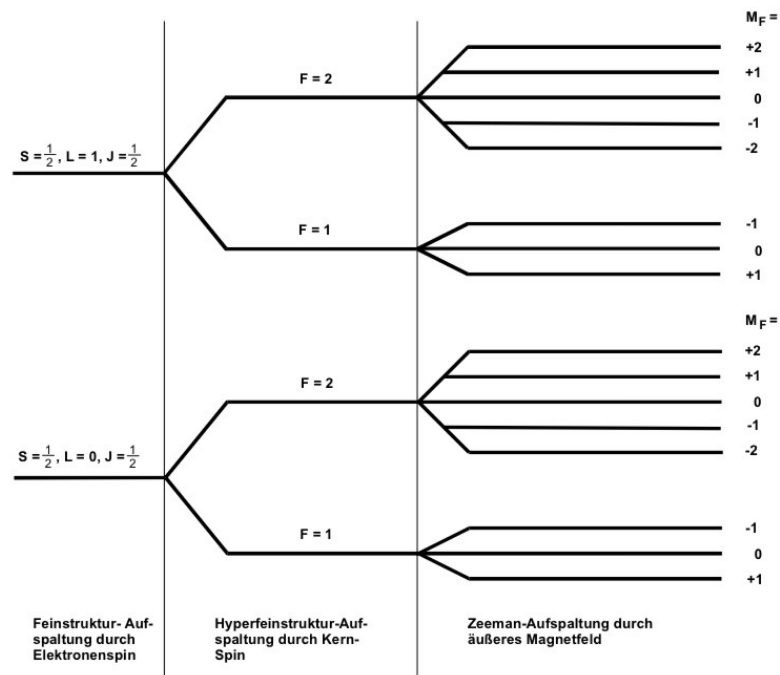 M F =
+2
+1
F = 2
0
-1
-2
S = 1/2, L = 1, J = 1/2
-1
F = 1
0
+1
M F =
+2
+1
F = 2
0
-1
-2
S = 1/2, L = 0, J = 1/2
-1
F = 1
0
+1
Feinstruktur- Auf-
spaltung durch
Elektronenspin
Hyperfeinstruktur-Auf-
spaltung durch Kern-
Spin
Zeeman-Aufspaltung durch
äußeres Magnetfeld